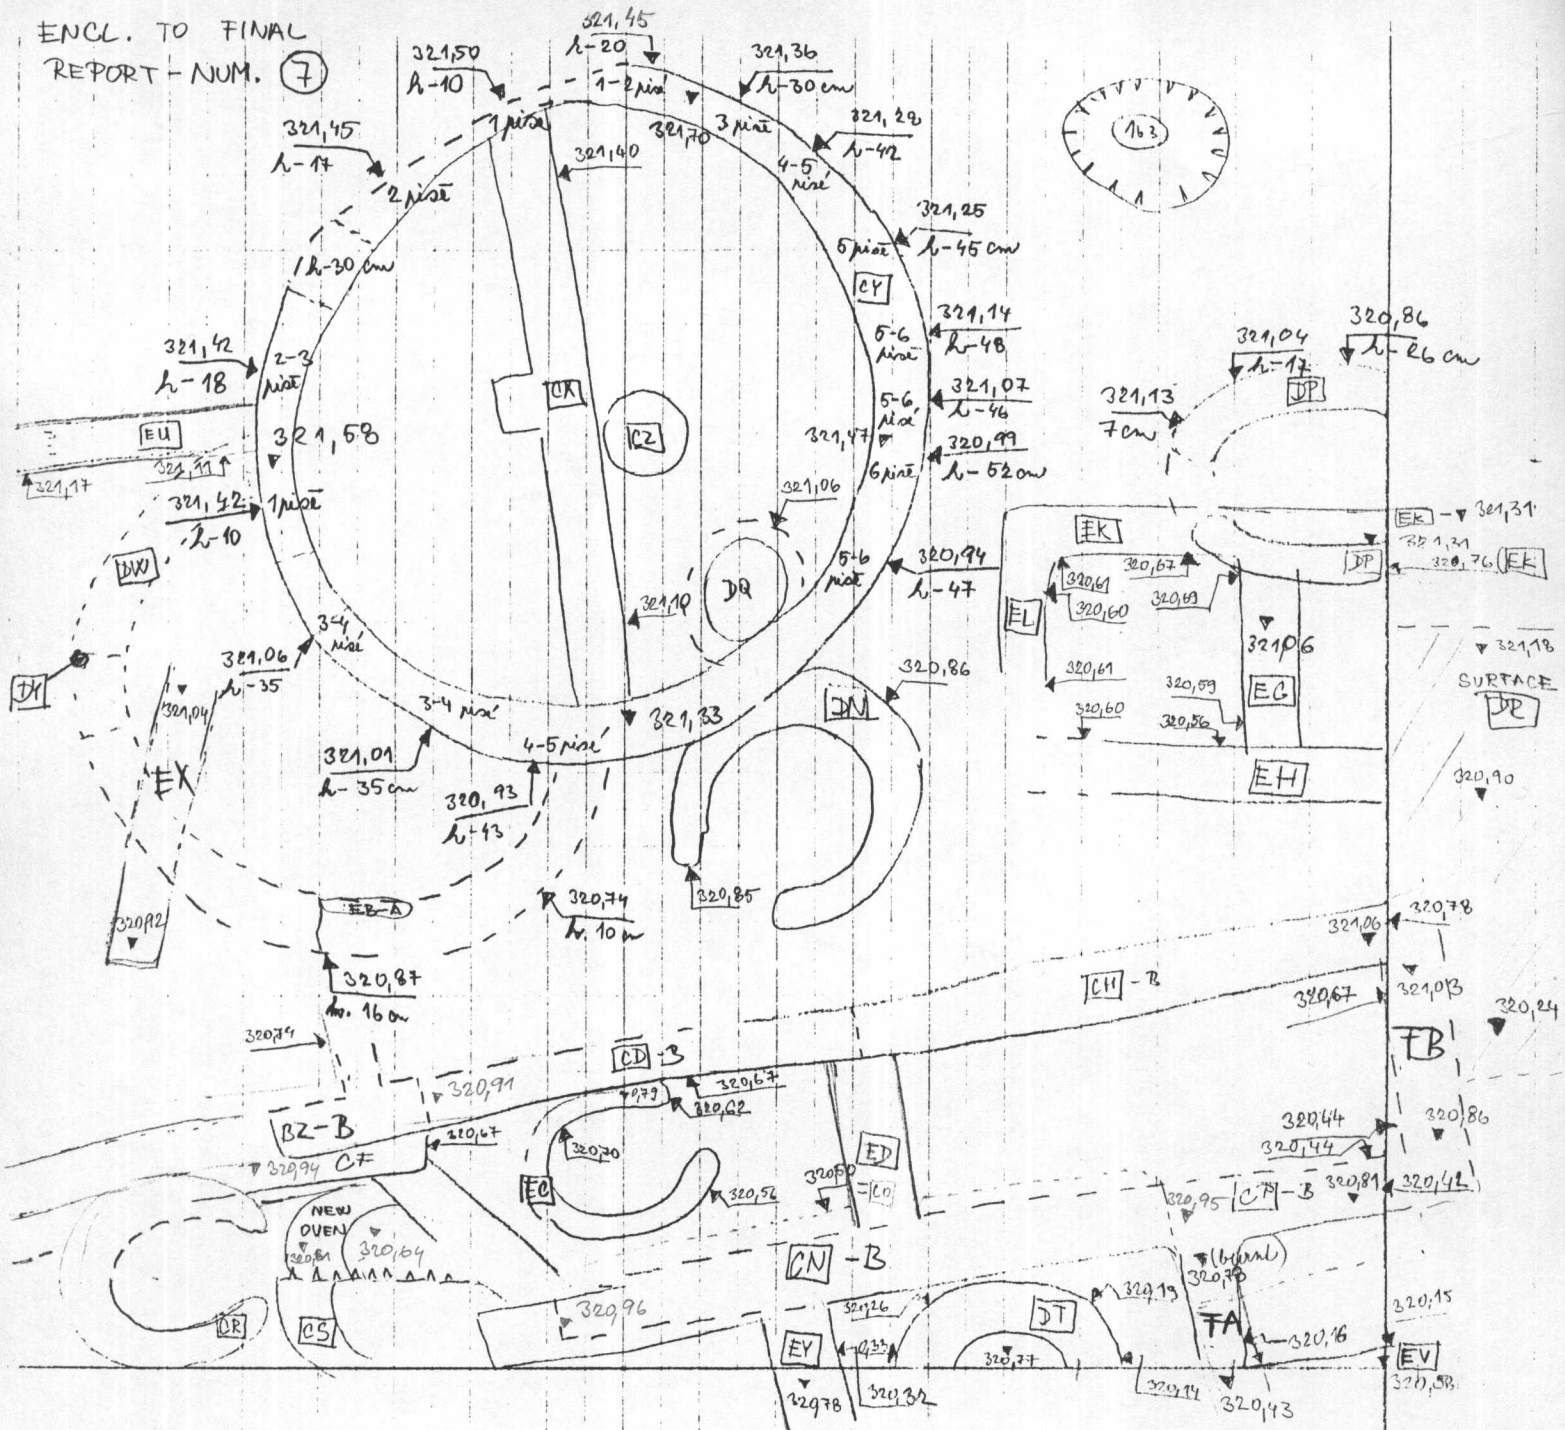 ENCL. TO FINAL
REPORT - NUM. 7
321,50
h-10
321,45
h-20
321,36
h-30 cm
1-2 pisé
1 pisé
321,70
3 pisé
321,22
h-42
163
321,45
h-17
321,40
2 pisé
4-5
pisé
321,25
h-45 cm
5 pisé
CY
h-30 cm
321,14
h-48
5-6
pisé
321,42
h-18
2-3
pisé
CX
321,07
h-46
5-6
pisé
321,04
h-17
320,86
h-26 cm
DP
321,13
7 cm
EU
321,58
CZ
321,47
320,99
h-52 cm
6 pisé
321,17
321,11
321,42
h-10
1 pisé
321,06
EK
EK
321,31
321,31
DP
320,76
EK
DW
DQ
5-6
pisé
320,94
h-47
320,61
320,67
320,60
320,69
EL
321,10
3-4
pisé
321,06
h-35
320,86
320,61
321,06
321,18
SURFACE
DR
DY
321,04
DN
320,59
EG
320,60
320,56
3-4 pisé
321,33
4-5 pisé
321,01
h-35 cm
EX
320,93
h-43
EH
320,90
320,85
EB-A
320,74
h. 10 cm
320,92
320,87
h. 16 cm
321,06
320,78
CH - B
320,67
321,03
320,24
FB
320,74
CD - B
320,91
0,79
320,67
320,62
BZ-B
320,67
320,70
320,44
320,44
320,86
320,94
CF
EC
320,56
ED
=CO
320,50
320,95
CP - B
320,81
320,42
NEW
OVEN
320,81
320,64
CN - B
(burnt)
320,70
320,96
320,26
320,19
320,15
CR
CS
DT
FA
320,16
EY
0,33
320,77
EV
320,78
320,32
320,14
320,43